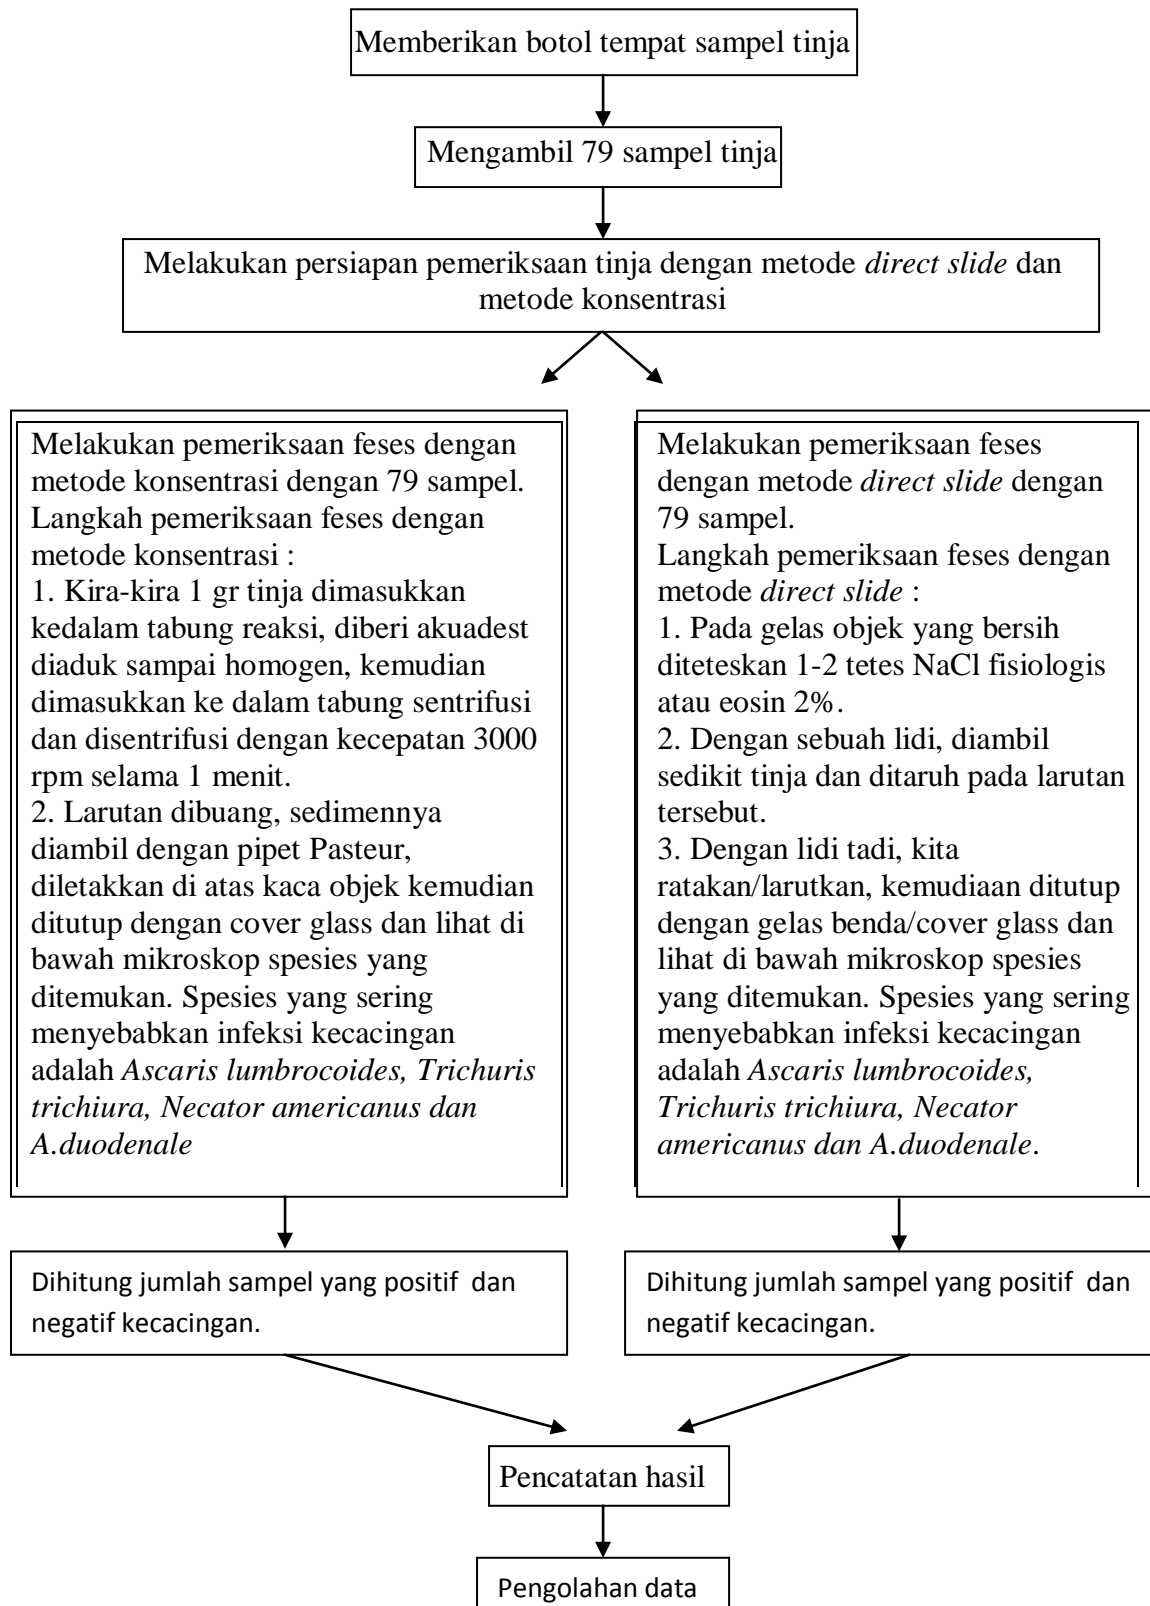 Memberikan botol tempat sampel tinja
Mengambil 79 sampel tinja
Melakukan persiapan pemeriksaan tinja dengan metode direct slide dan
metode konsentrasi
Melakukan pemeriksaan feses dengan
metode konsentrasi dengan 79 sampel.
Langkah pemeriksaan feses dengan
metode konsentrasi :
1. Kira-kira 1 gr tinja dimasukkan
kedalam tabung reaksi, diberi akuadest
diaduk sampai homogen, kemudian
dimasukkan ke dalam tabung sentrifusi
dan disentrifusi dengan kecepatan 3000
rpm selama 1 menit.
2. Larutan dibuang, sedimennya
diambil dengan pipet Pasteur,
diletakkan di atas kaca objek kemudian
ditutup dengan cover glass dan lihat di
bawah mikroskop spesies yang
ditemukan. Spesies yang sering
menyebabkan infeksi kecacingan
adalah Ascaris lumbrocoides, Trichuris
trichiura, Necator americanus dan
A.duodenale
Melakukan pemeriksaan feses
dengan metode direct slide dengan
79 sampel.
Langkah pemeriksaan feses dengan
metode direct slide :
1. Pada gelas objek yang bersih
diteteskan 1-2 tetes NaCl fisiologis
atau eosin 2%.
2. Dengan sebuah lidi, diambil
sedikit tinja dan ditaruh pada larutan
tersebut.
3. Dengan lidi tadi, kita
ratakan/larutkan, kemudiaan ditutup
dengan gelas benda/cover glass dan
lihat di bawah mikroskop spesies
yang ditemukan. Spesies yang sering
menyebabkan infeksi kecacingan
adalah Ascaris lumbrocoides,
Trichuris trichiura, Necator
americanus dan A.duodenale.
Dihitung jumlah sampel yang positif dan
negatif kecacingan.
Dihitung jumlah sampel yang positif dan
negatif kecacingan.
Pencatatan hasil
Pengolahan data